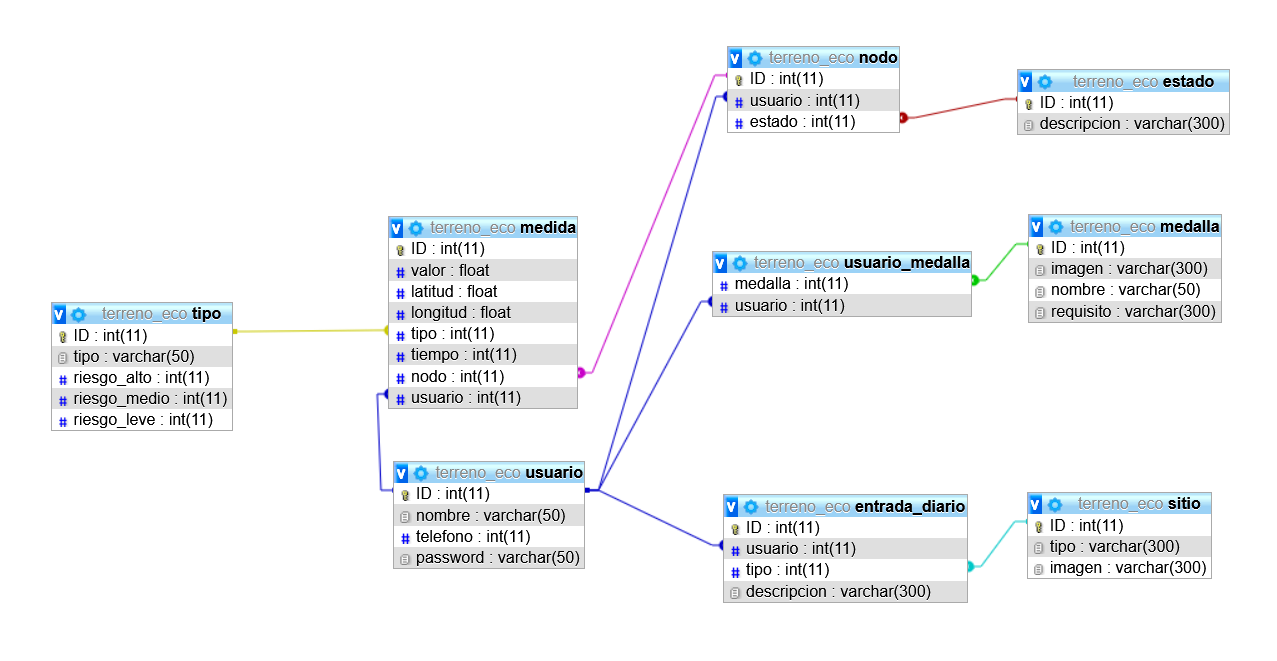 terreno_eco nodo
ID : int(11)
usuario : int(11)
estado : int(11)
terreno_eco estado
ID : int(11)
descripcion : varchar(300)
terreno_eco medida
ID : int(11)
valor : float
latitud : float
longitud : float
tipo : int(11)
tiempo : int(11)
nodo : int(11)
usuario : int(11)
terreno_eco usuario_medalla
medalla : int(11)
usuario : int(11)
terreno_eco medalla
ID : int(11)
imagen : varchar(300)
nombre : varchar(50)
requisito : varchar(300)
terreno_eco tipo
ID : int(11)
tipo : varchar(50)
riesgo_alto : int(11)
riesgo_medio : int(11)
riesgo_leve : int(11)
terreno_eco usuario
ID : int(11)
nombre : varchar(50)
telefono : int(11)
password : varchar(50)
terreno_eco entrada_diario
ID : int(11)
usuario : int(11)
tipo : int(11)
descripcion : varchar(300)
terreno_eco sitio
ID : int(11)
tipo : varchar(300)
imagen : varchar(300)